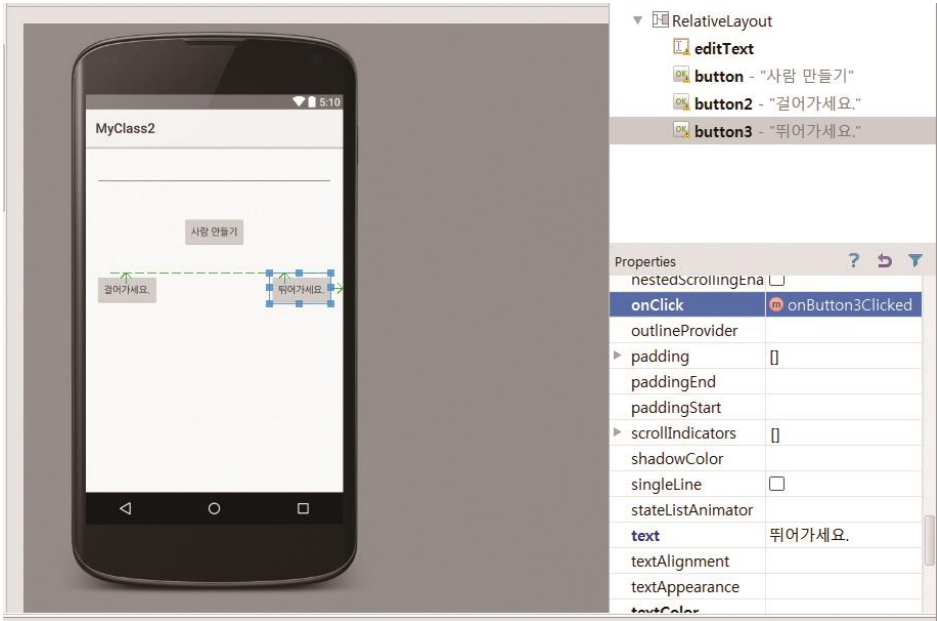 5:10
MyClass2
사람 만들기
걸어가세요.
뛰어가세요.
RelativeLayout
editText
button - "사람 만들기"
button2 - "걸어가세요."
button3 - "뛰어가세요."
Properties
nestedScrollingEna
onClick onButton3Clicked
outlineProvider
padding []
paddingEnd
paddingStart
scrollIndicators []
shadowColor
singleLine
stateListAnimator
text 뛰어가세요.
textAlignment
textAppearance
textColor